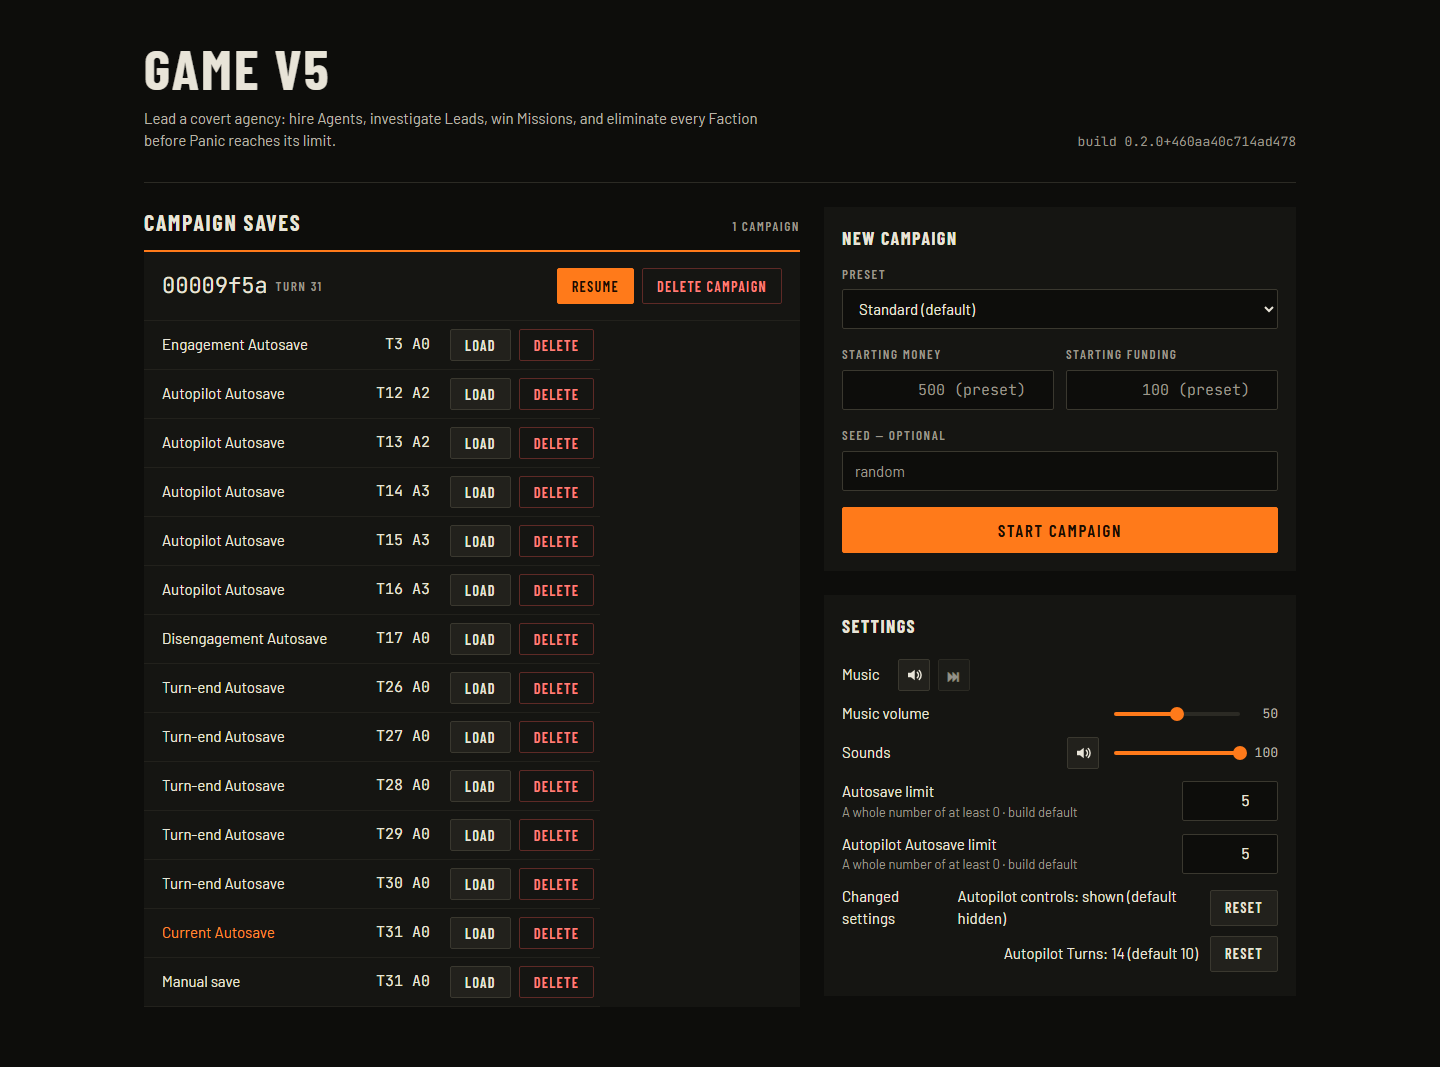 GAME V5
Lead a covert agency: hire Agents, investigate Leads, win Missions, and eliminate every Faction
before Panic reaches its limit.
build 0.2.0+460aa40c714ad478
CAMPAIGN SAVES
1 CAMPAIGN
00009f5a TURN 31 RESUME DELETE CAMPAIGN
Engagement Autosave T3 A0 LOAD DELETE
Autopilot Autosave T12 A2 LOAD DELETE
Autopilot Autosave T13 A2 LOAD DELETE
Autopilot Autosave T14 A3 LOAD DELETE
Autopilot Autosave T15 A3 LOAD DELETE
Autopilot Autosave T16 A3 LOAD DELETE
Disengagement Autosave T17 A0 LOAD DELETE
Turn-end Autosave T26 A0 LOAD DELETE
Turn-end Autosave T27 A0 LOAD DELETE
Turn-end Autosave T28 A0 LOAD DELETE
Turn-end Autosave T29 A0 LOAD DELETE
Turn-end Autosave T30 A0 LOAD DELETE
Current Autosave T31 A0 LOAD DELETE
Manual save T31 A0 LOAD DELETE
NEW CAMPAIGN
PRESET
Standard (default)
STARTING MONEY STARTING FUNDING
500 (preset) 100 (preset)
SEED — OPTIONAL
random
START CAMPAIGN
SETTINGS
Music
Music volume 50
Sounds 100
Autosave limit 5
A whole number of at least 0 · build default
Autopilot Autosave limit 5
A whole number of at least 0 · build default
Changed settings
Autopilot controls: shown (default
hidden) RESET
Autopilot Turns: 14 (default 10) RESET